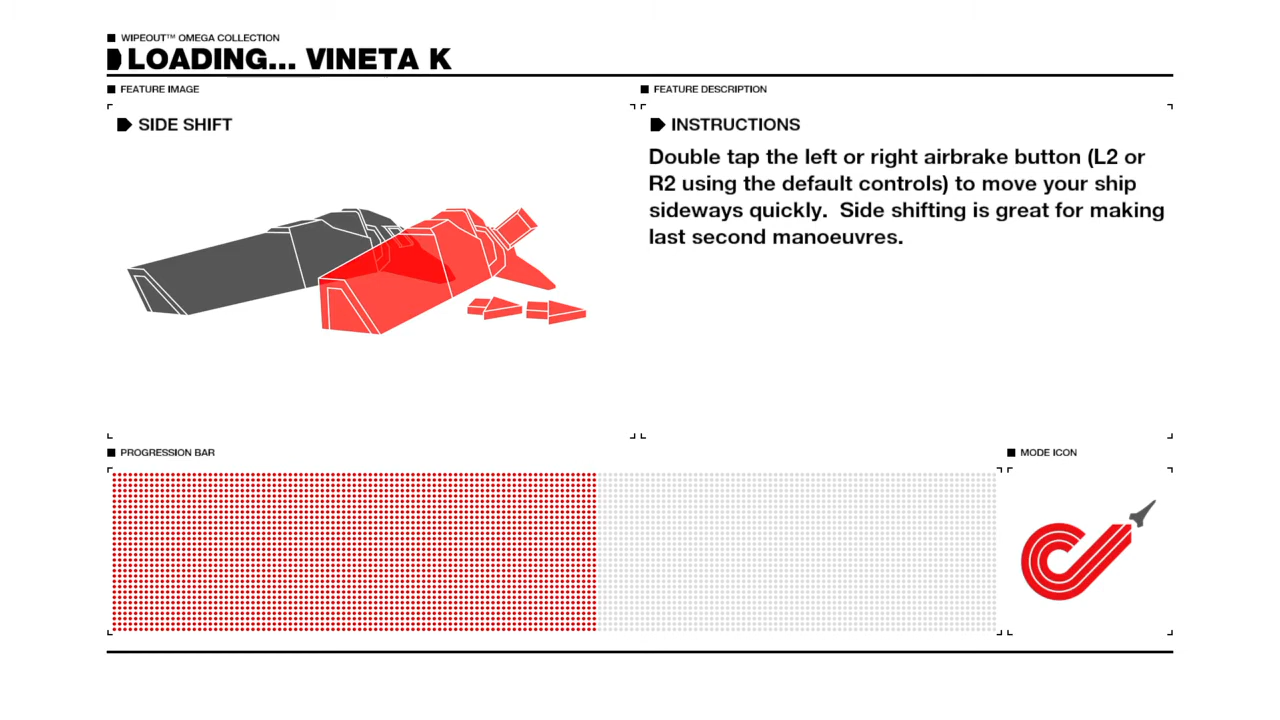 WIPEOUT™ OMEGA COLLECTION
LOADING... VINETA K
FEATURE IMAGE
SIDE SHIFT
FEATURE DESCRIPTION
INSTRUCTIONS
Double tap the left or right airbrake button (L2 or
R2 using the default controls) to move your ship
sideways quickly.  Side shifting is great for making
last second manoeuvres.
PROGRESSION BAR
MODE ICON